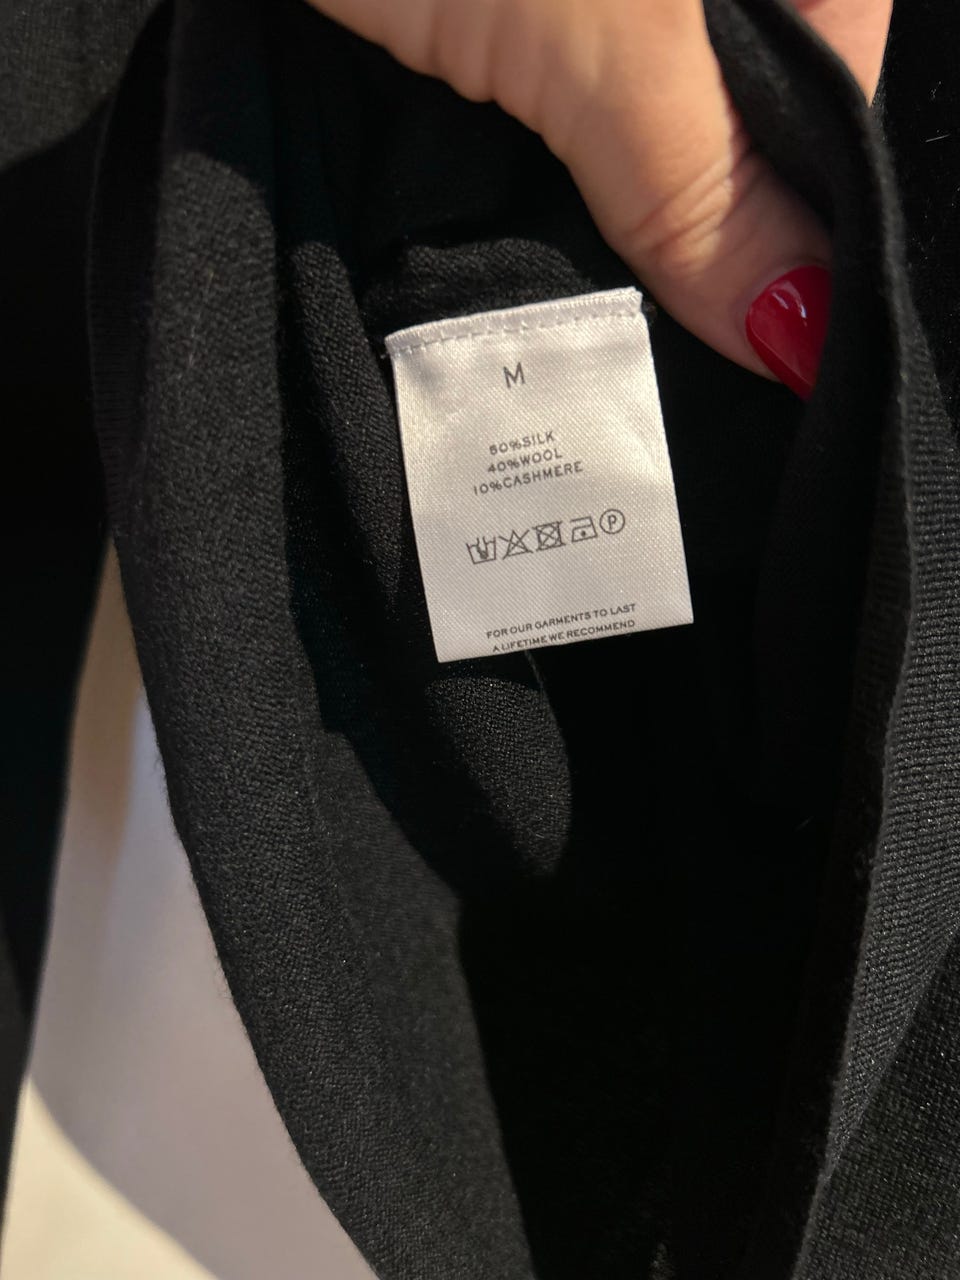 M
50%SILK
40%WOOL
10%CASHMERE
P
FOR OUR GARMENTS TO LAST
A LIFETIME WE RECOMMEND